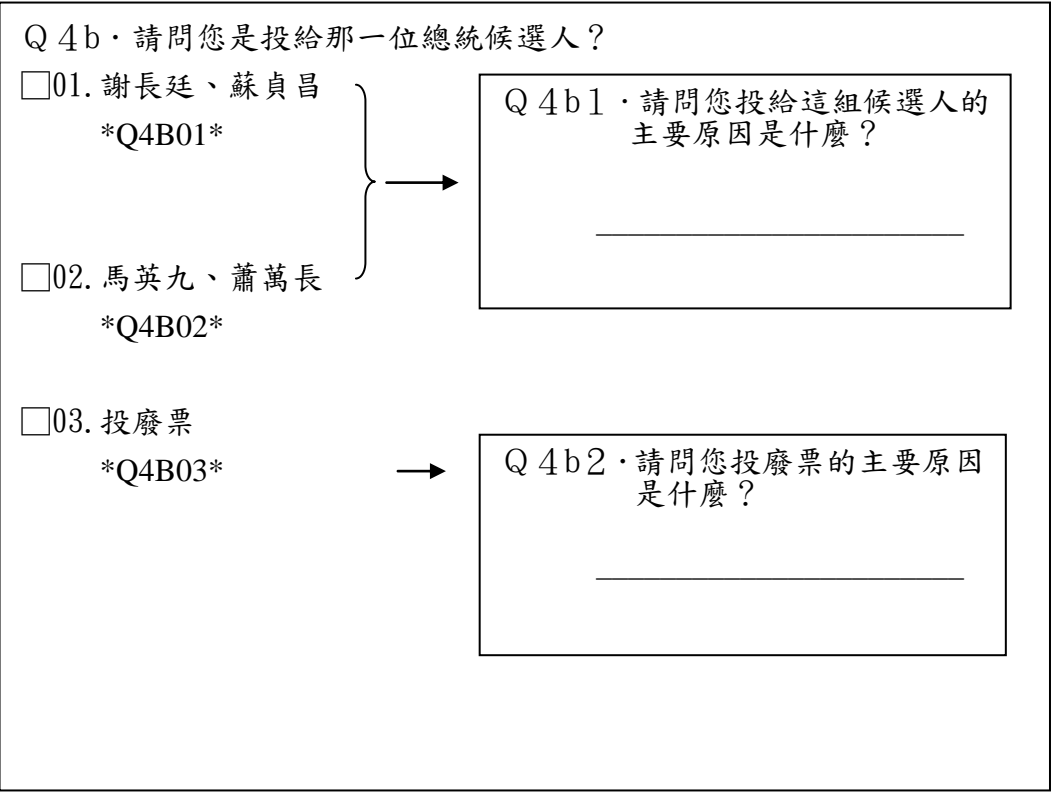 Ｑ４b．請問您是投給那一位總統候選人？
□01.謝長廷、蘇貞昌
*Q4B01*
□02.馬英九、蕭萬長
*Q4B02*
Ｑ４b１．請問您投給這組候選人的
主要原因是什麼？
□03.投廢票
*Q4B03*
Ｑ４b２．請問您投廢票的主要原因
是什麼？